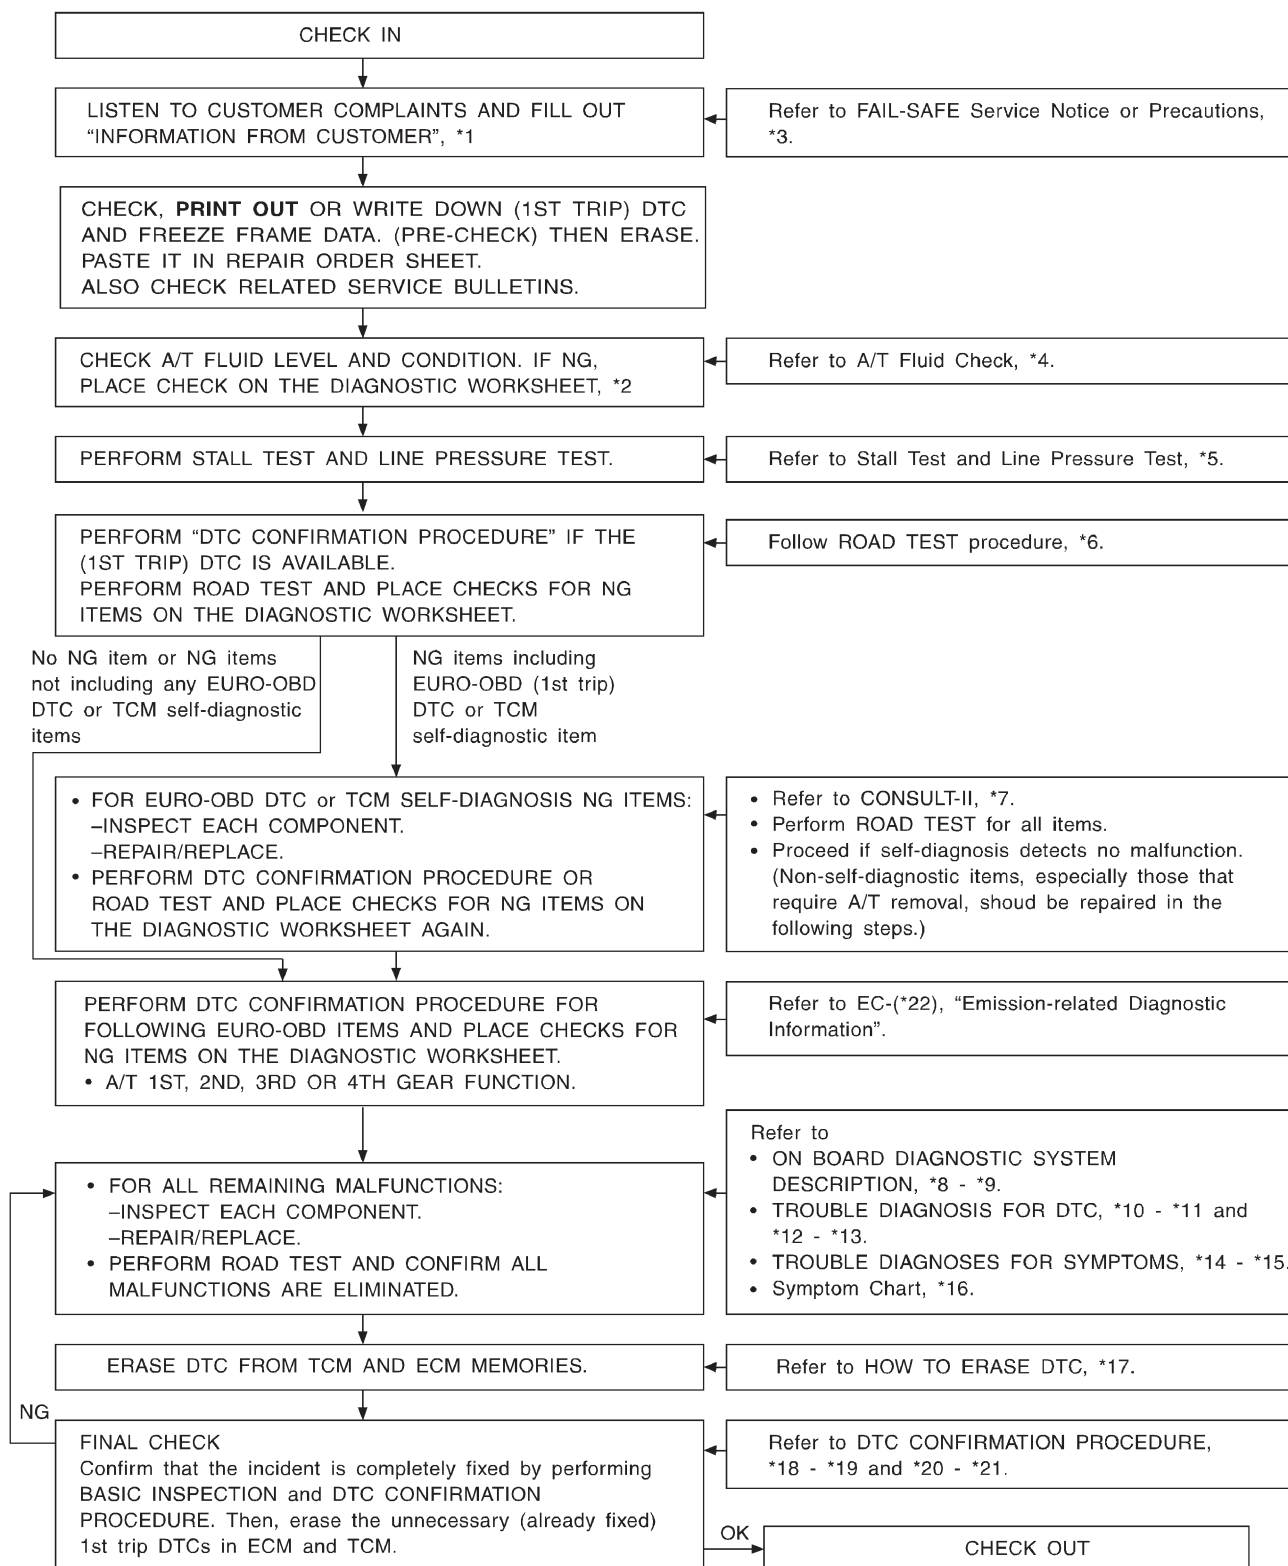 CHECK IN
LISTEN TO CUSTOMER COMPLAINTS AND FILL OUT
“INFORMATION FROM CUSTOMER”, *1
Refer to FAIL-SAFE Service Notice or Precautions,
*3.
CHECK, PRINT OUT OR WRITE DOWN (1ST TRIP) DTC
AND FREEZE FRAME DATA. (PRE-CHECK) THEN ERASE.
PASTE IT IN REPAIR ORDER SHEET.
ALSO CHECK RELATED SERVICE BULLETINS.
CHECK A/T FLUID LEVEL AND CONDITION. IF NG,
PLACE CHECK ON THE DIAGNOSTIC WORKSHEET, *2
Refer to A/T Fluid Check, *4.
PERFORM STALL TEST AND LINE PRESSURE TEST.
Refer to Stall Test and Line Pressure Test, *5.
PERFORM “DTC CONFIRMATION PROCEDURE” IF THE
(1ST TRIP) DTC IS AVAILABLE.
PERFORM ROAD TEST AND PLACE CHECKS FOR NG
ITEMS ON THE DIAGNOSTIC WORKSHEET.
Follow ROAD TEST procedure, *6.
No NG item or NG items
not including any EURO-OBD
DTC or TCM self-diagnostic
items
NG items including
EURO-OBD (1st trip)
DTC or TCM
self-diagnostic item
• FOR EURO-OBD DTC or TCM SELF-DIAGNOSIS NG ITEMS:
–INSPECT EACH COMPONENT.
–REPAIR/REPLACE.
• PERFORM DTC CONFIRMATION PROCEDURE OR
ROAD TEST AND PLACE CHECKS FOR NG ITEMS ON
THE DIAGNOSTIC WORKSHEET AGAIN.
• Refer to CONSULT-II, *7.
• Perform ROAD TEST for all items.
• Proceed if self-diagnosis detects no malfunction.
(Non-self-diagnostic items, especially those that
require A/T removal, shoud be repaired in the
following steps.)
PERFORM DTC CONFIRMATION PROCEDURE FOR
FOLLOWING EURO-OBD ITEMS AND PLACE CHECKS FOR
NG ITEMS ON THE DIAGNOSTIC WORKSHEET.
• A/T 1ST, 2ND, 3RD OR 4TH GEAR FUNCTION.
Refer to EC-(*22), “Emission-related Diagnostic
Information”.
• FOR ALL REMAINING MALFUNCTIONS:
–INSPECT EACH COMPONENT.
–REPAIR/REPLACE.
• PERFORM ROAD TEST AND CONFIRM ALL
MALFUNCTIONS ARE ELIMINATED.
Refer to
• ON BOARD DIAGNOSTIC SYSTEM
DESCRIPTION, *8 - *9.
• TROUBLE DIAGNOSIS FOR DTC, *10 - *11 and
*12 - *13.
• TROUBLE DIAGNOSES FOR SYMPTOMS, *14 - *15.
• Symptom Chart, *16.
ERASE DTC FROM TCM AND ECM MEMORIES.
Refer to HOW TO ERASE DTC, *17.
NG
FINAL CHECK
Confirm that the incident is completely fixed by performing
BASIC INSPECTION and DTC CONFIRMATION
PROCEDURE. Then, erase the unnecessary (already fixed)
1st trip DTCs in ECM and TCM.
Refer to DTC CONFIRMATION PROCEDURE,
*18 - *19 and *20 - *21.
OK
CHECK OUT